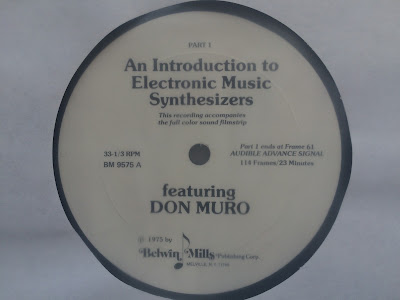 PART 1
An Introduction to
Electronic Music
Synthesizers
This recording accompanies
the full color sound filmstrip
33-1/3 RPM
BM 9575 A
Part 1 ends at Frame 61
AUDIBLE ADVANCE SIGNAL
114 Frames/23 Minutes
featuring
DON MURO
© 1975 by
Belwin Mills Publishing Corp.
MELVILLE, N.Y.